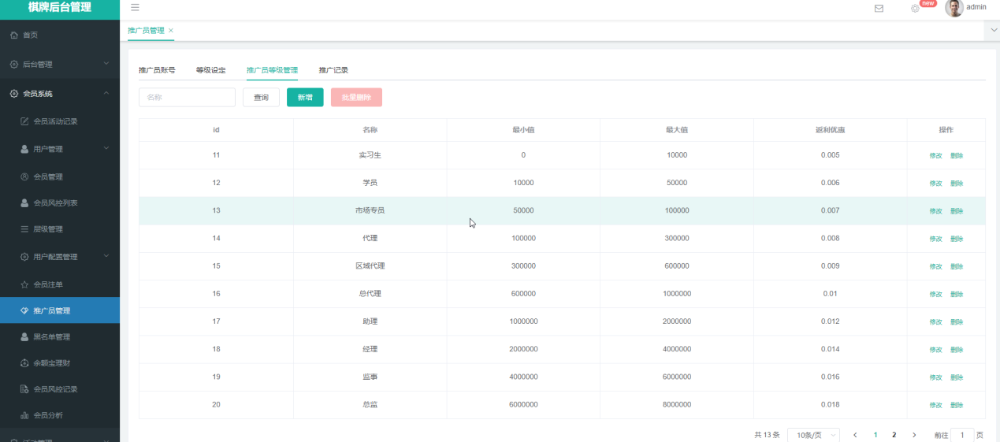 棋牌后台管理
new
admin
首页
后台管理
会员系统
会员活动记录
用户管理
会员管理
会员风控列表
层级管理
用户配置管理
会员注单
推广员管理
黑名单管理
余额宝理财
会员风控记录
会员分析
活动管理
推广员管理 ×
推广员账号 等级设定 推广员等级管理 推广记录
名称 查询 新增 批量删除
id 名称 最小值 最大值 返利优惠 操作
11 实习生 0 10000 0.005 修改 删除
12 学员 10000 50000 0.006 修改 删除
13 市场专员 50000 100000 0.007 修改 删除
14 代理 100000 300000 0.008 修改 删除
15 区域代理 300000 600000 0.009 修改 删除
16 总代理 600000 1000000 0.01 修改 删除
17 助理 1000000 2000000 0.012 修改 删除
18 经理 2000000 4000000 0.014 修改 删除
19 监事 4000000 6000000 0.016 修改 删除
20 总监 6000000 8000000 0.018 修改 删除
共 13 条 10条/页 1 2 前往 1 页